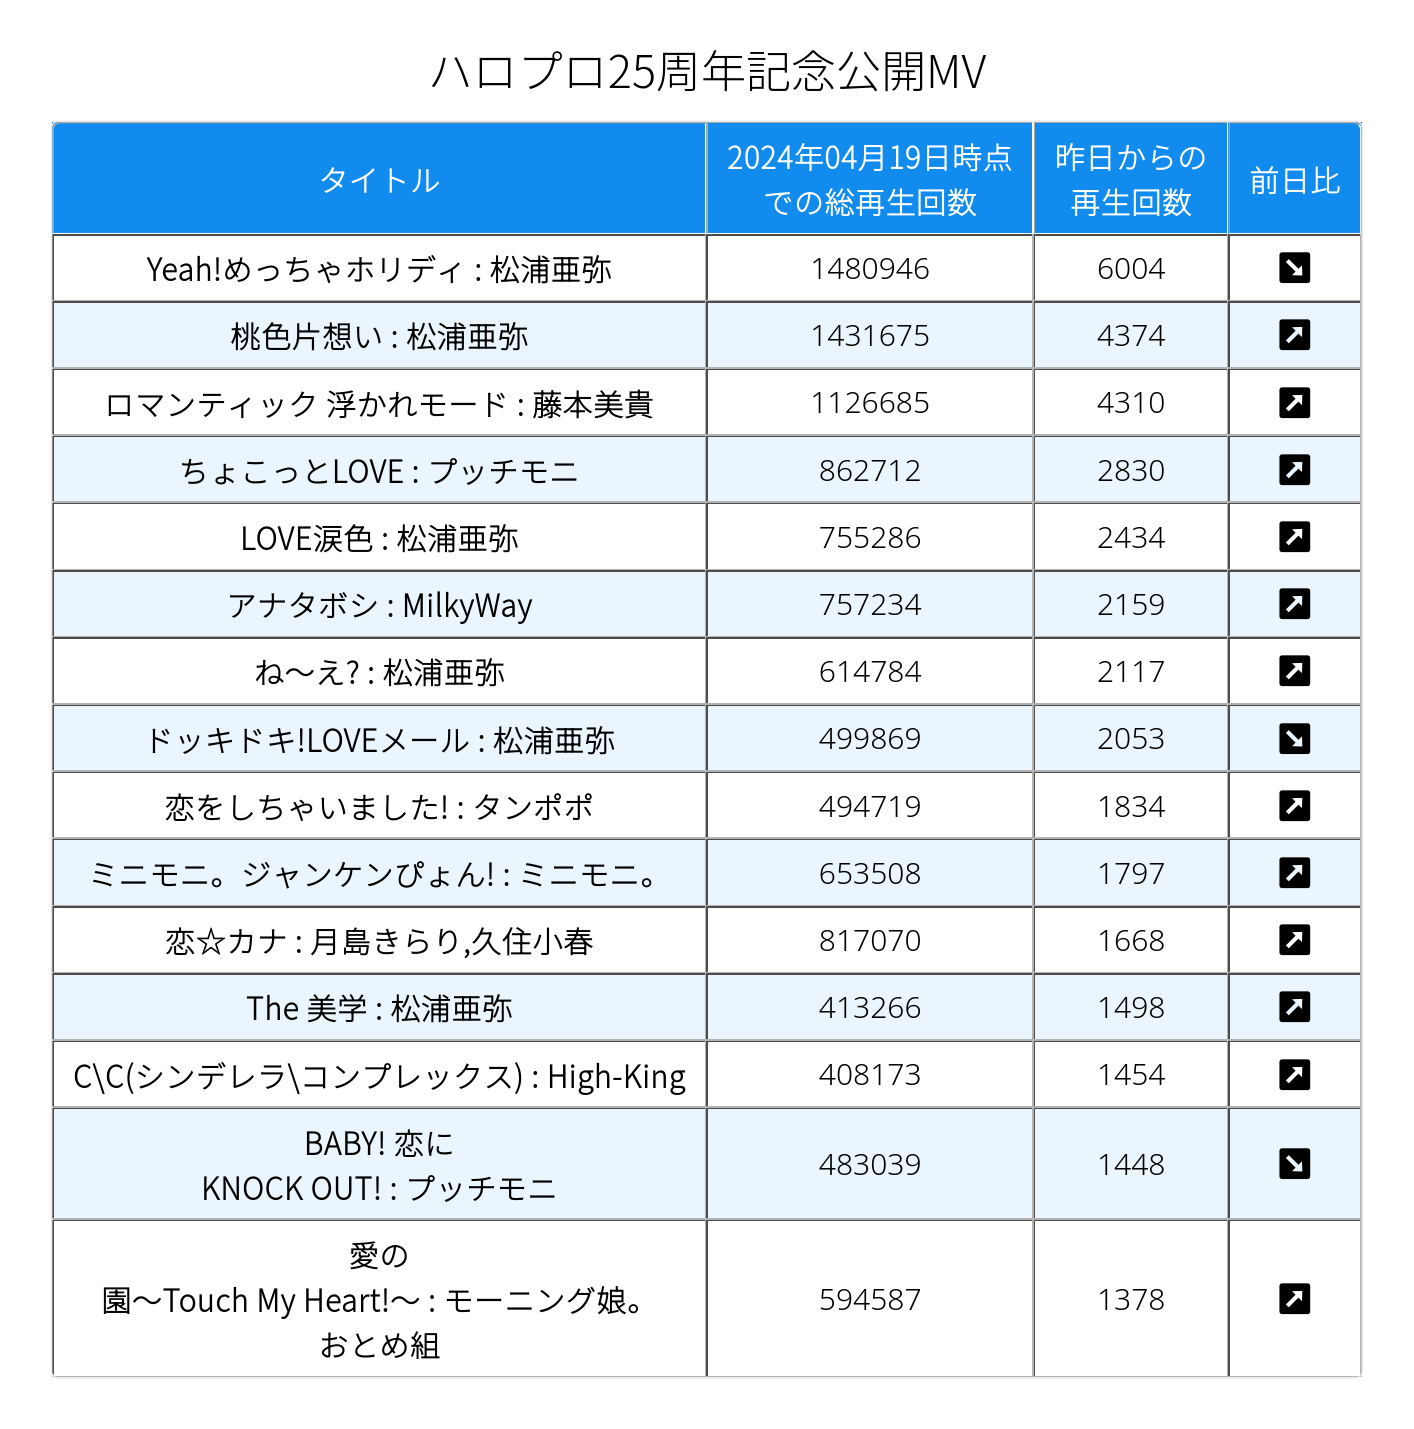 ハロプロ25周年記念公開MV
タイトル
2024年04月19日時点
での総再生回数
昨日からの
再生回数
前日比
Yeah!めっちゃホリディ : 松浦亜弥 1480946 6004
桃色片想い : 松浦亜弥 1431675 4374
ロマンティック 浮かれモード : 藤本美貴 1126685 4310
ちょこっとLOVE : プッチモニ 862712 2830
LOVE涙色 : 松浦亜弥 755286 2434
アナタボシ : MilkyWay 757234 2159
ね～え? : 松浦亜弥 614784 2117
ドッキドキ!LOVEメール : 松浦亜弥 499869 2053
恋をしちゃいました! : タンポポ 494719 1834
ミニモニ。ジャンケンぴょん! : ミニモニ。 653508 1797
恋☆カナ : 月島きらり,久住小春 817070 1668
The 美学 : 松浦亜弥 413266 1498
C\C(シンデレラ\コンプレックス) : High-King 408173 1454
BABY! 恋に
KNOCK OUT! : プッチモニ 483039 1448
愛の
園～Touch My Heart!～ : モーニング娘。 594587 1378
おとめ組